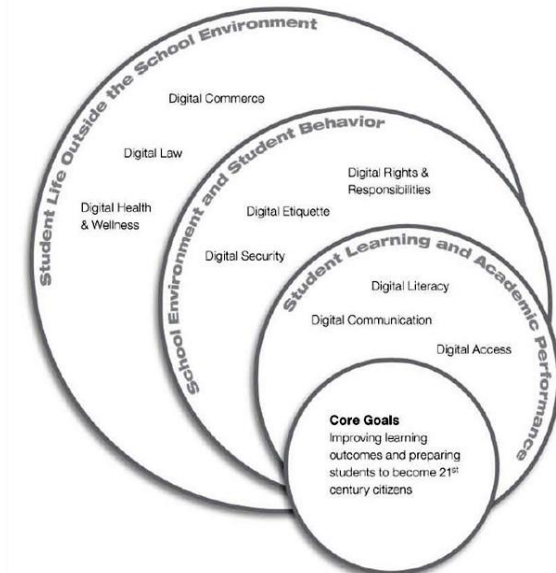 Student Life Outside the School Environment
Digital Commerce
Digital Law
Digital Health
& Wellness
School Environment and Student Behavior
Digital Rights &
Responsibilities
Digital Etiquette
Digital Security
Student Learning and Academic Performance
Digital Literacy
Digital Communication
Digital Access
Core Goals
Improving learning
outcomes and preparing
students to become 21st
century citizens